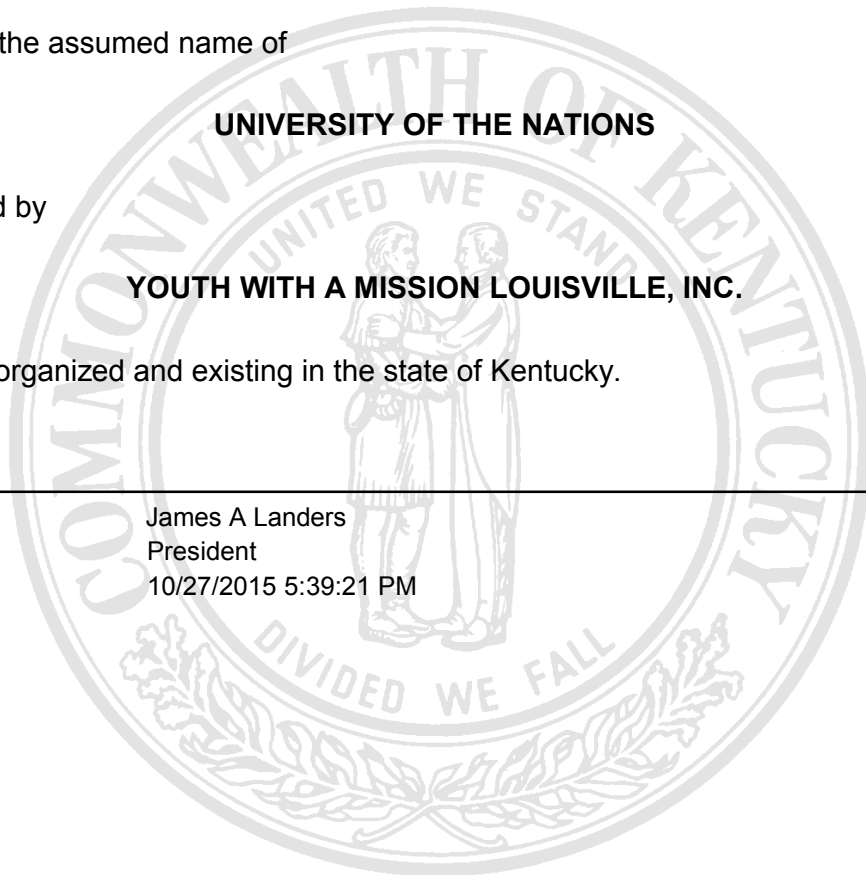 the assumed name of
UNIVERSITY OF THE NATIONS
d by
YOUTH WITH A MISSION LOUISVILLE, INC.
organized and existing in the state of Kentucky.
James A Landers
President
10/27/2015 5:39:21 PM
COMMONWEALTH OF KENTUCKY
UNITED WE STAND
DIVIDED WE FALL